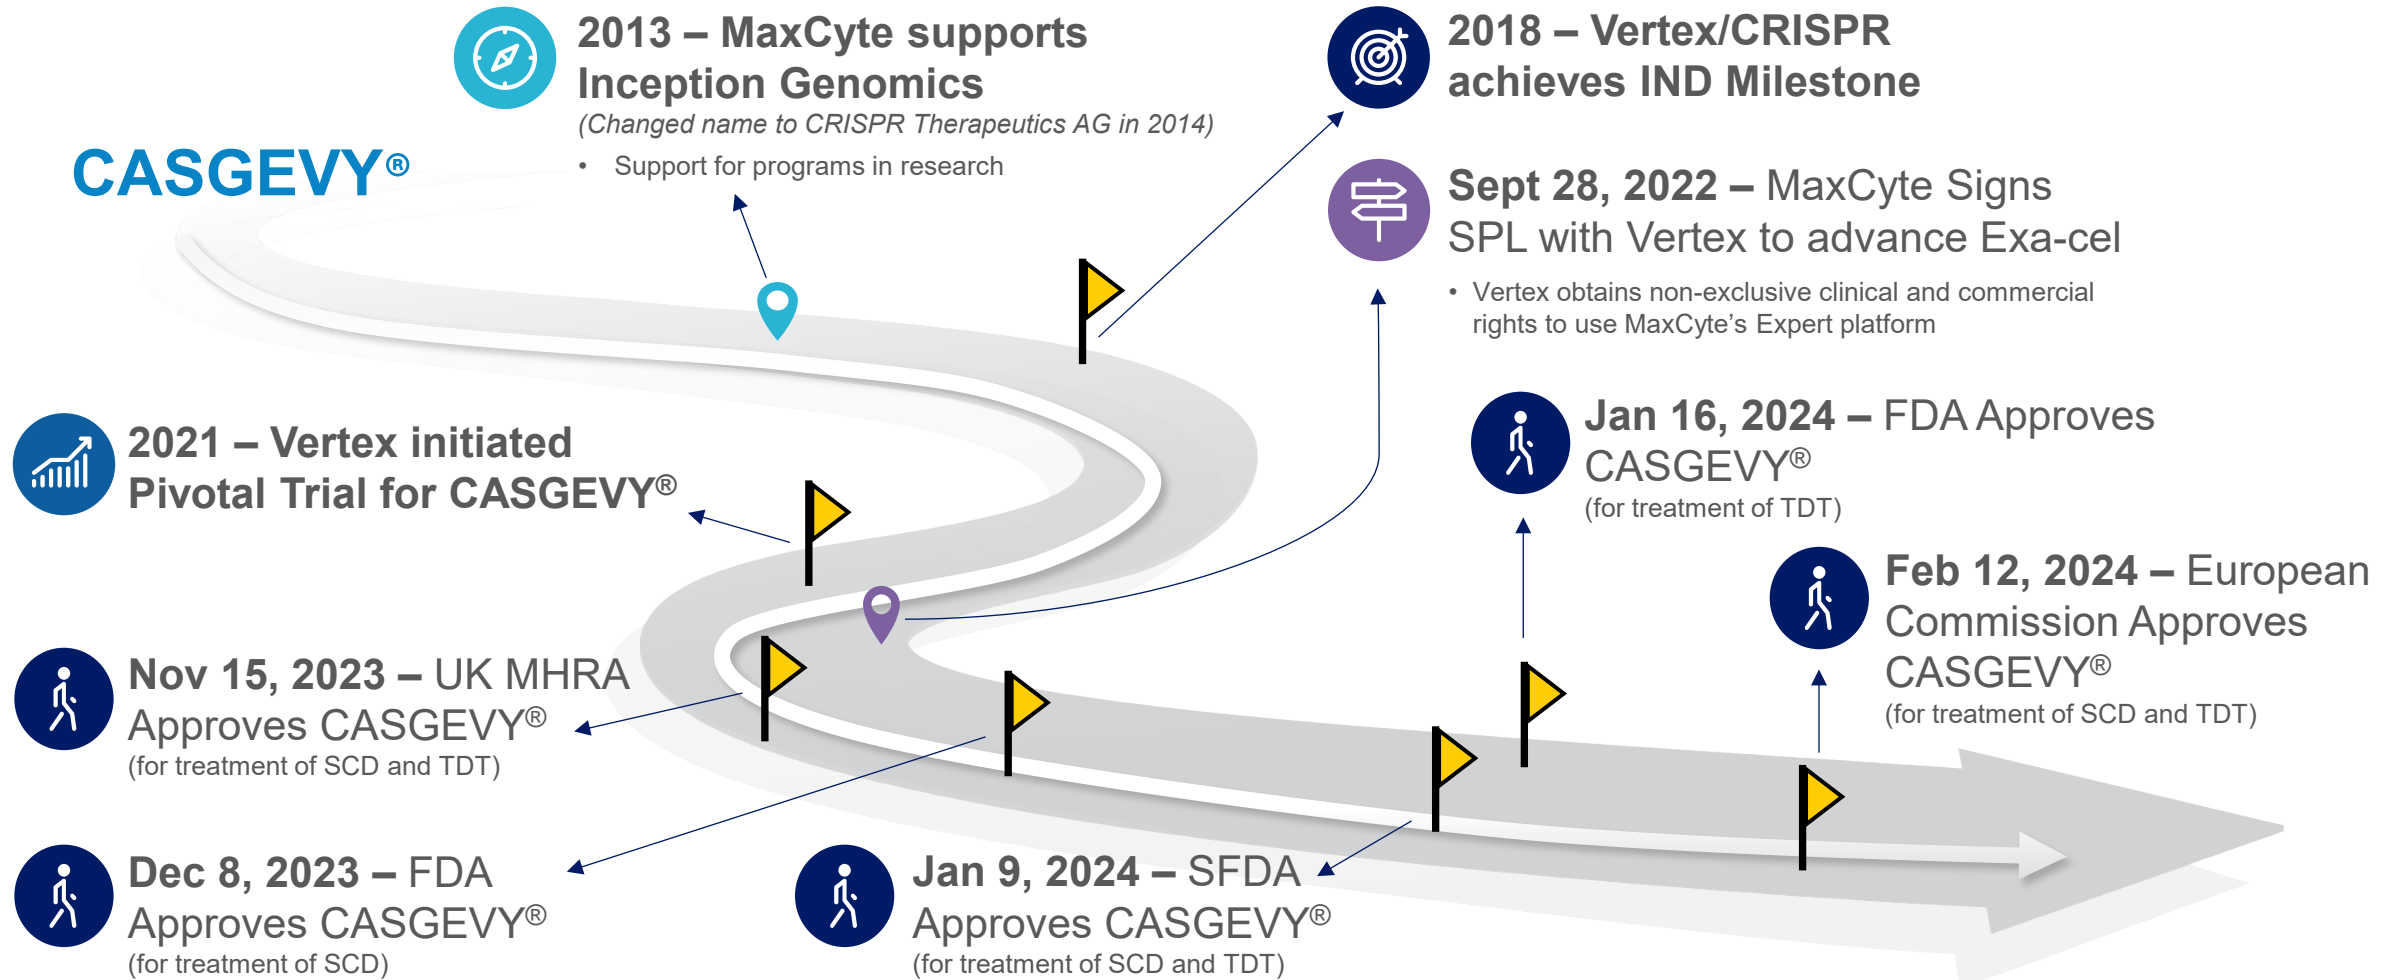 CASGEVY®
2013 – MaxCyte supports
Inception Genomics
(Changed name to CRISPR Therapeutics AG in 2014)
• Support for programs in research
2018 – Vertex/CRISPR
achieves IND Milestone
Sept 28, 2022 – MaxCyte Signs
SPL with Vertex to advance Exa-cel
• Vertex obtains non-exclusive clinical and commercial
rights to use MaxCyte’s Expert platform
2021 – Vertex initiated
Pivotal Trial for CASGEVY®
Jan 16, 2024 – FDA Approves
CASGEVY®
(for treatment of TDT)
Feb 12, 2024 – European
Commission Approves
CASGEVY®
(for treatment of SCD and TDT)
Nov 15, 2023 – UK MHRA
Approves CASGEVY®
(for treatment of SCD and TDT)
Dec 8, 2023 – FDA
Approves CASGEVY®
(for treatment of SCD)
Jan 9, 2024 – SFDA
Approves CASGEVY®
(for treatment of SCD and TDT)